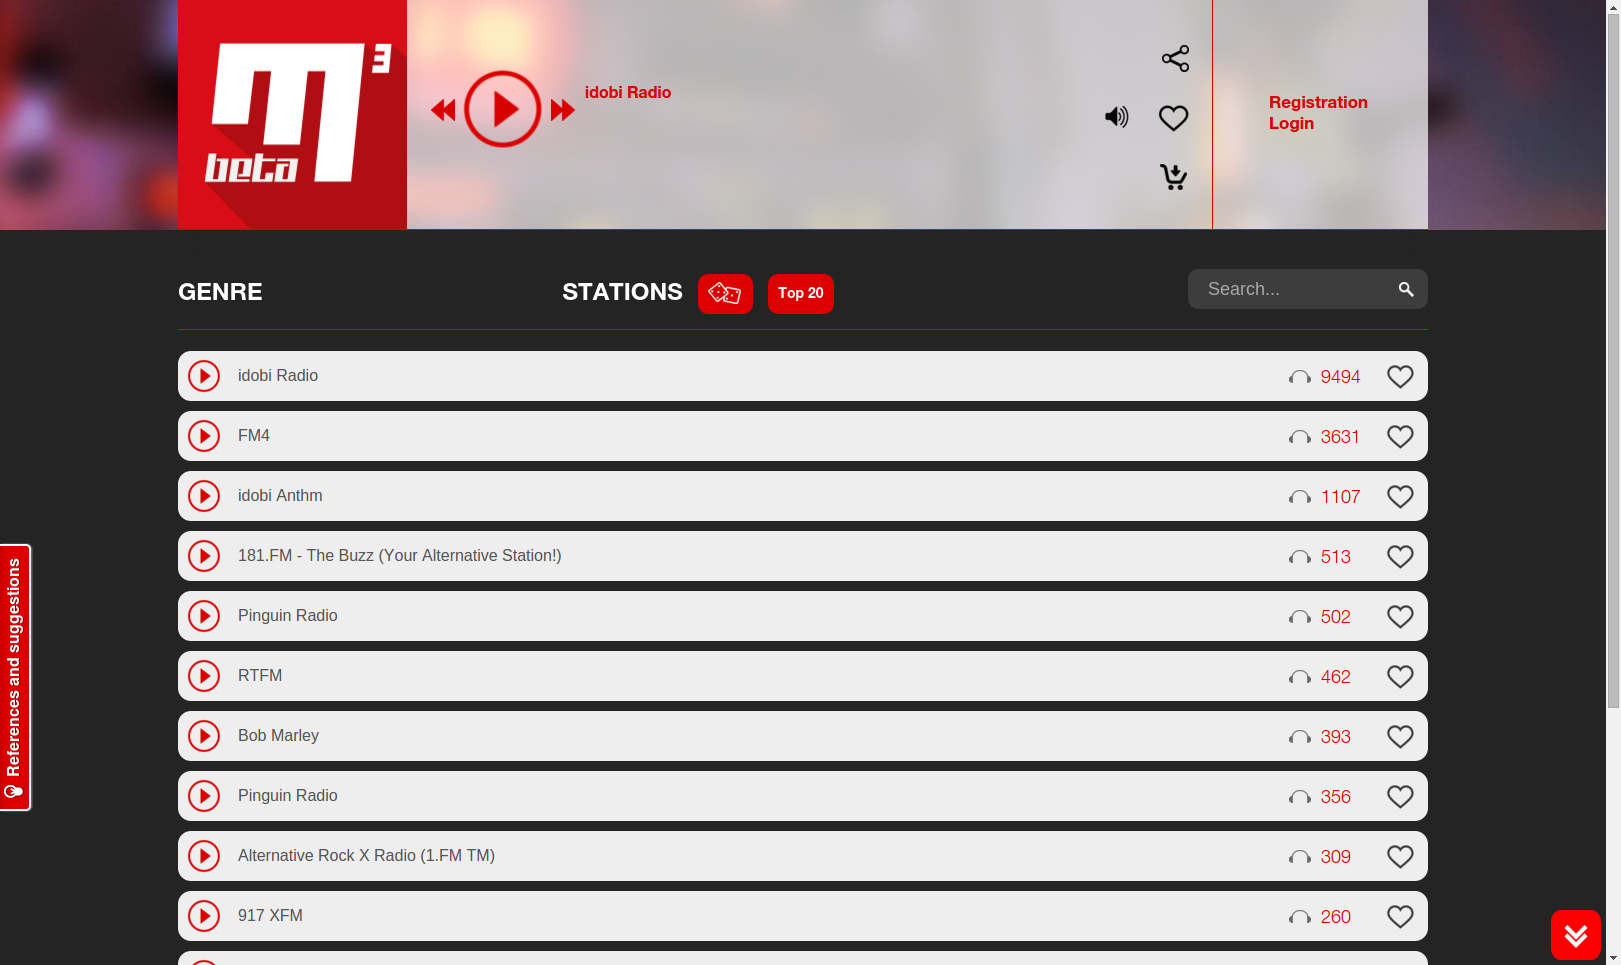 m3
beta
idobi Radio
Registration
Login
GENRE
STATIONS
Top 20
Search...
idobi Radio 9494
FM4 3631
idobi Anthm 1107
181.FM - The Buzz (Your Alternative Station!) 513
Pinguin Radio 502
RTFM 462
Bob Marley 393
Pinguin Radio 356
Alternative Rock X Radio (1.FM TM) 309
917 XFM 260
References and suggestions